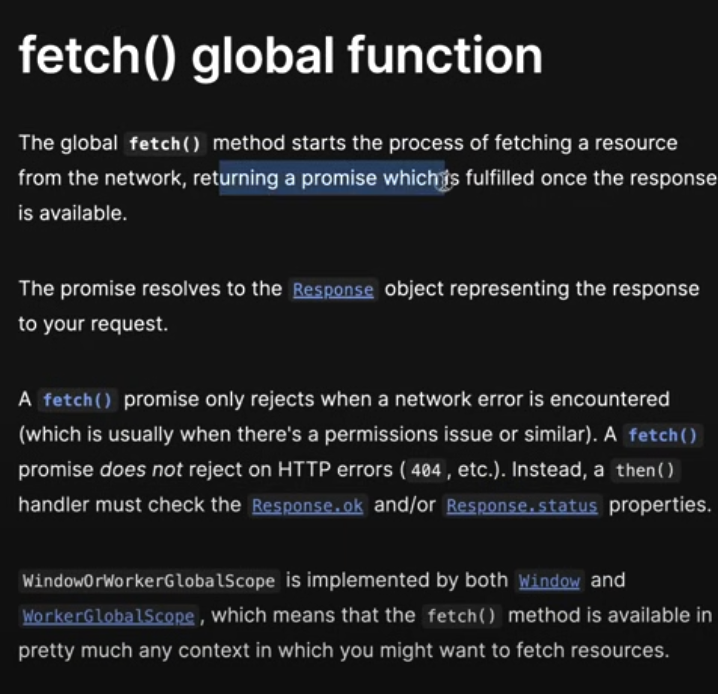 fetch() global function
The global fetch() method starts the process of fetching a resource
from the network, returning a promise which is fulfilled once the response
is available.
The promise resolves to the Response object representing the response
to your request.
A fetch() promise only rejects when a network error is encountered
(which is usually when there's a permissions issue or similar). A fetch()
promise does not reject on HTTP errors (404, etc.). Instead, a then()
handler must check the Response.ok and/or Response.status properties.
WindowOrWorkerGlobalScope is implemented by both Window and
WorkerGlobalScope, which means that the fetch() method is available in
pretty much any context in which you might want to fetch resources.